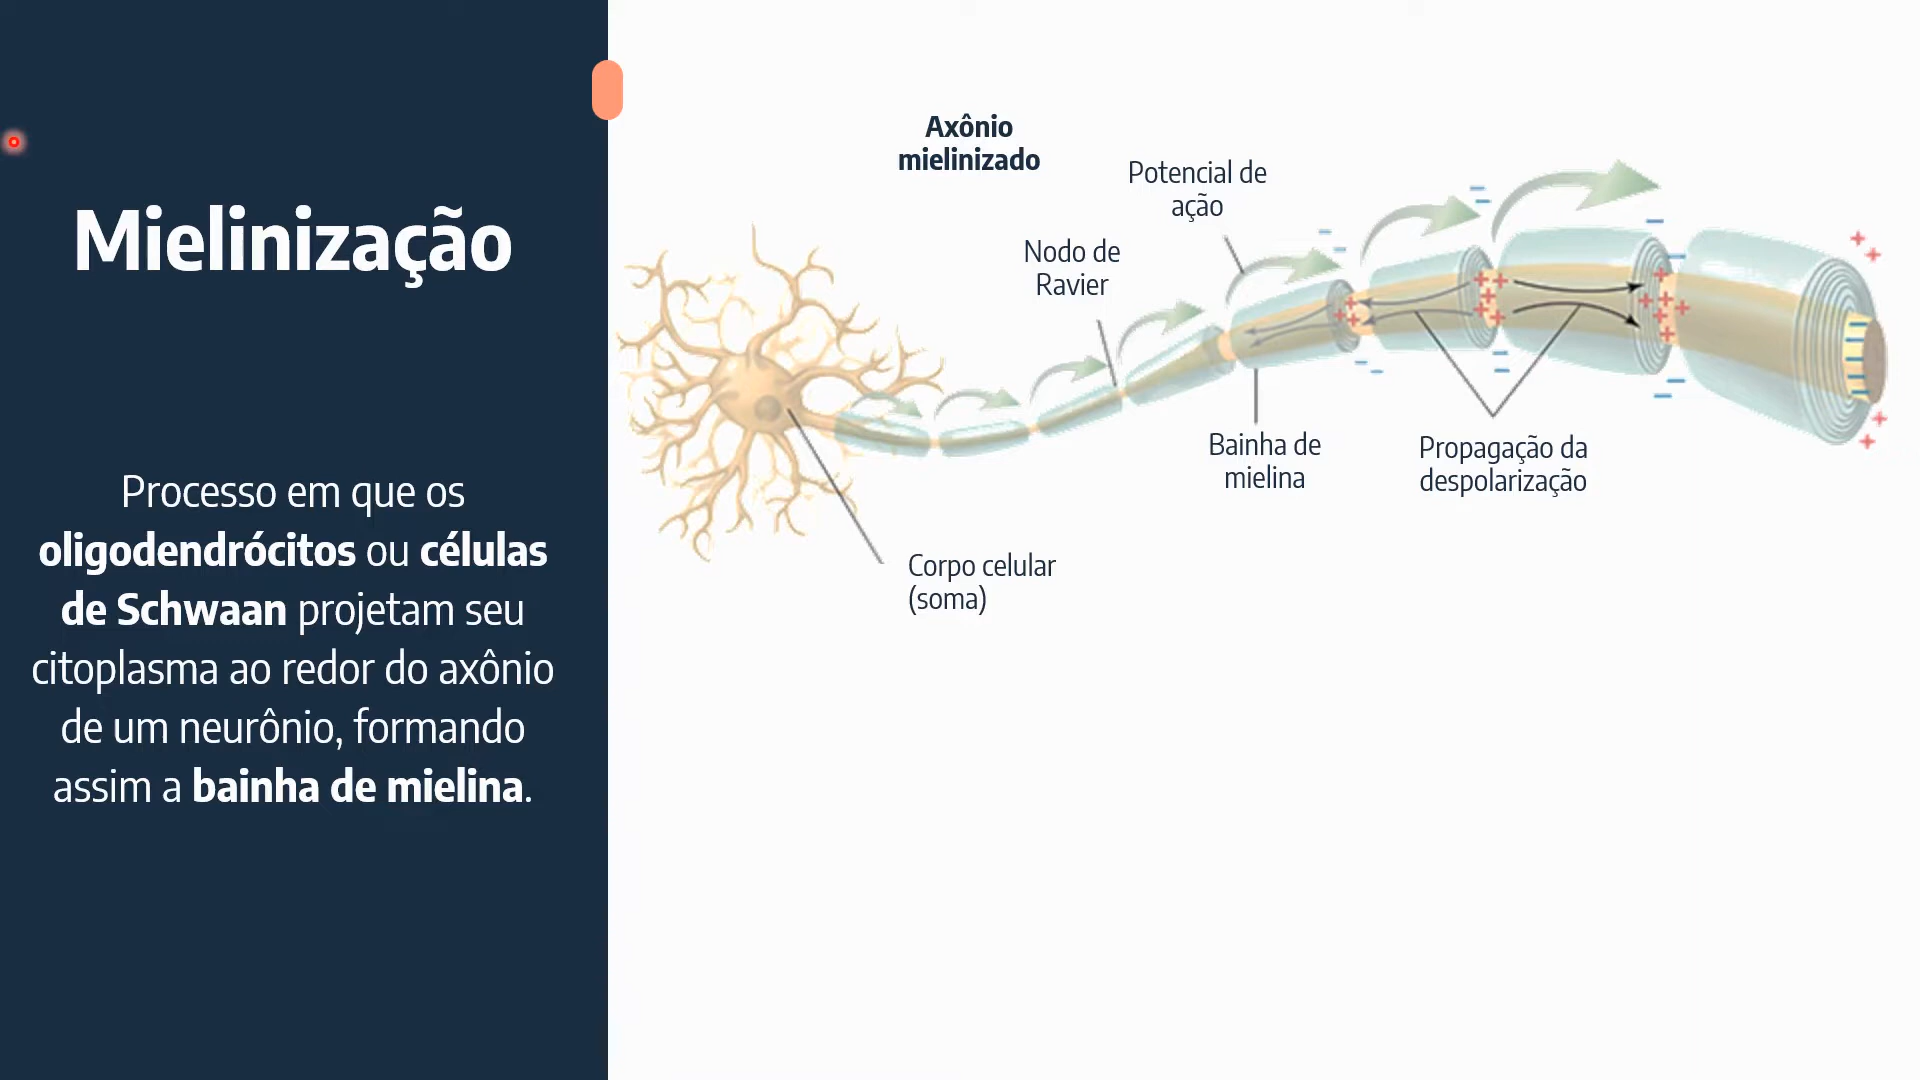 Mielinização
Processo em que os
oligodendrócitos ou células
de Schwaan projetam seu
citoplasma ao redor do axônio
de um neurônio, formando
assim a bainha de mielina.
Axônio
mielinizado
Potencial de
ação
Nodo de
Ravier
Bainha de
mielina
Propagação da
despolarização
Corpo celular
(soma)